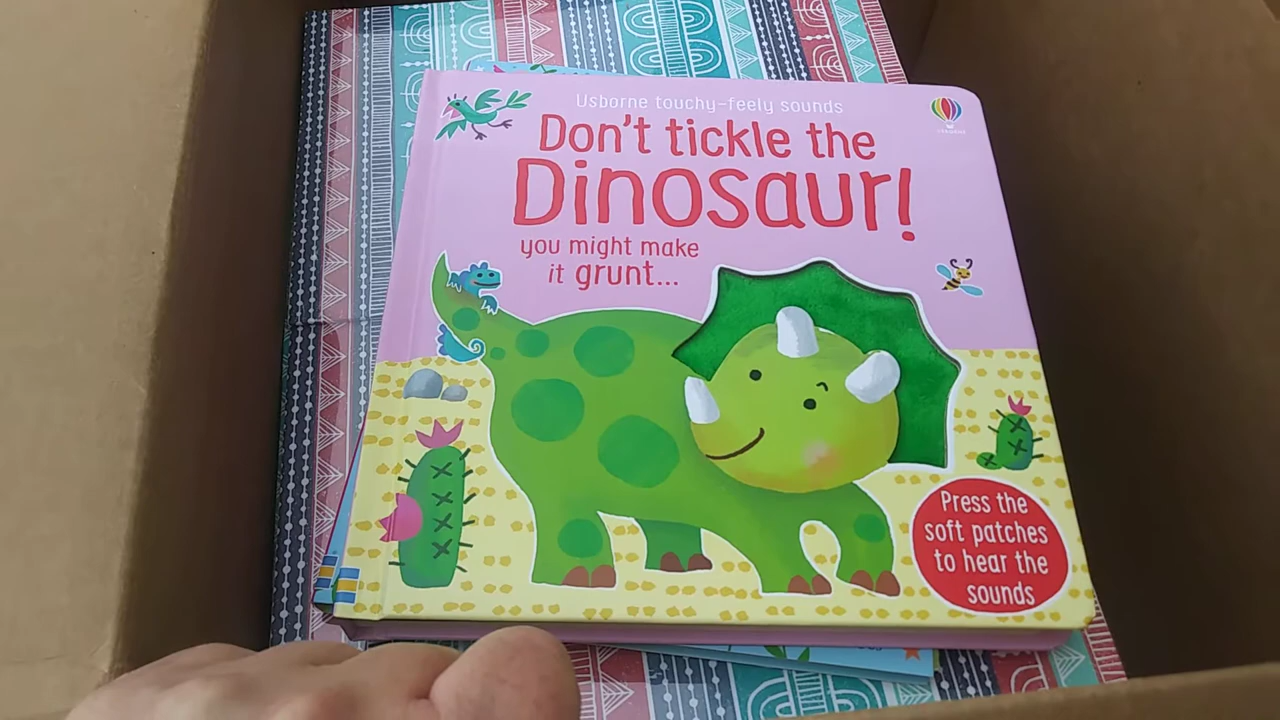 Usborne touchy-feely sounds
Don't tickle the
Dinosaur!
you might make
it grunt...
Press the
soft patches
to hear the
sounds